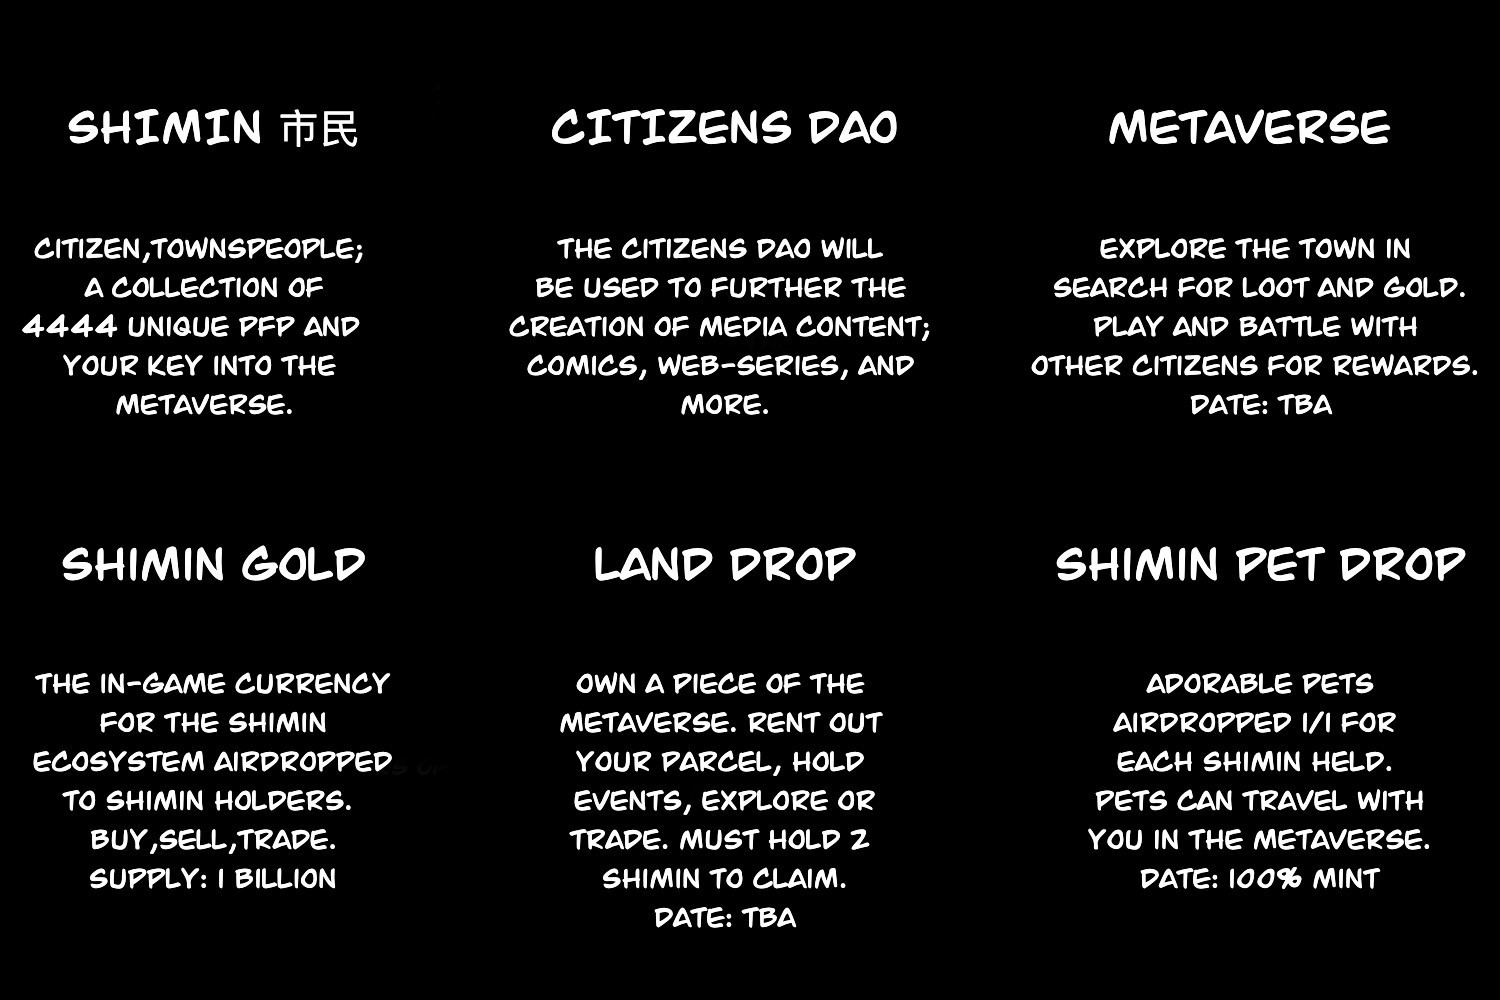 SHIMIN 市民
CITIZEN,TOWNSPEOPLE;
A COLLECTION OF
4444 UNIQUE PFP AND
YOUR KEY INTO THE
METAVERSE.
CITIZENS DAO
THE CITIZENS DAO WILL
BE USED TO FURTHER THE
CREATION OF MEDIA CONTENT;
COMICS, WEB-SERIES, AND
MORE.
METAVERSE
EXPLORE THE TOWN IN
SEARCH FOR LOOT AND GOLD.
PLAY AND BATTLE WITH
OTHER CITIZENS FOR REWARDS.
DATE: TBA
SHIMIN GOLD
THE IN-GAME CURRENCY
FOR THE SHIMIN
ECOSYSTEM AIRDROPPED
TO SHIMIN HOLDERS.
BUY,SELL,TRADE.
SUPPLY: 1 BILLION
LAND DROP
OWN A PIECE OF THE
METAVERSE. RENT OUT
YOUR PARCEL, HOLD
EVENTS, EXPLORE OR
TRADE. MUST HOLD 2
SHIMIN TO CLAIM.
DATE: TBA
SHIMIN PET DROP
ADORABLE PETS
AIRDROPPED 1/1 FOR
EACH SHIMIN HELD.
PETS CAN TRAVEL WITH
YOU IN THE METAVERSE.
DATE: 100% MINT